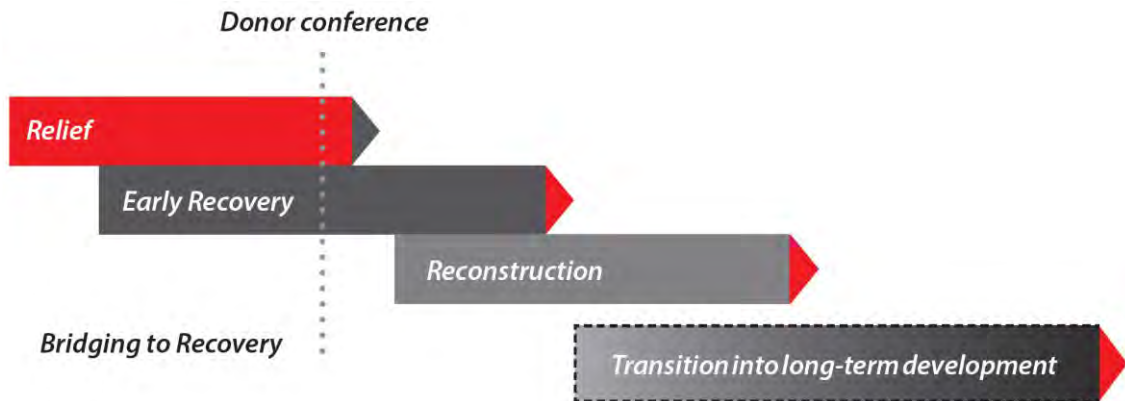 Donor conference
Relief
Early Recovery
Reconstruction
Bridging to Recovery
Transition into long-term development